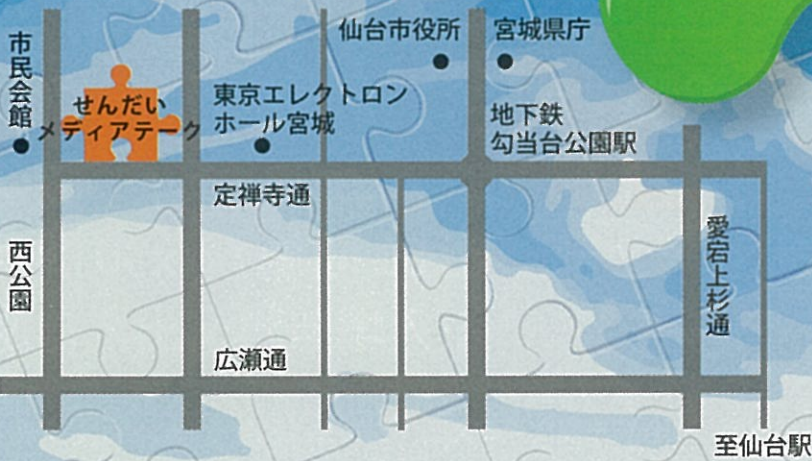 仙台市役所
宮城県庁
市民会館
せんだい
メディアテーク
東京エレクトロン
ホール宮城
地下鉄
勾当台公園駅
定禅寺通
西公園
愛宕上杉通
広瀬通
至仙台駅